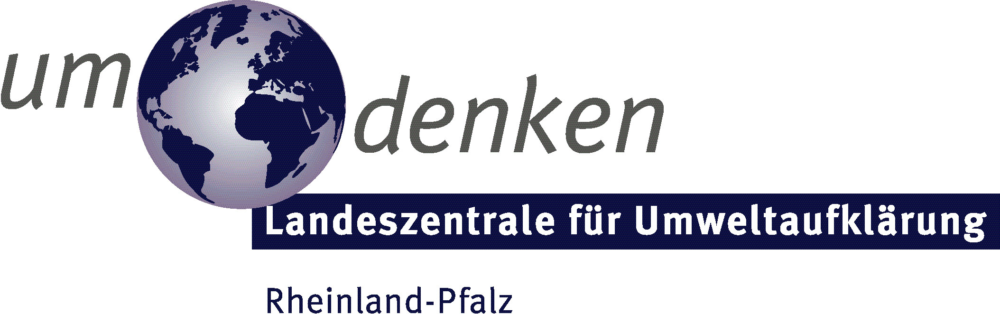 um denken
Landeszentrale für Umweltaufklärung
Rheinland-Pfalz